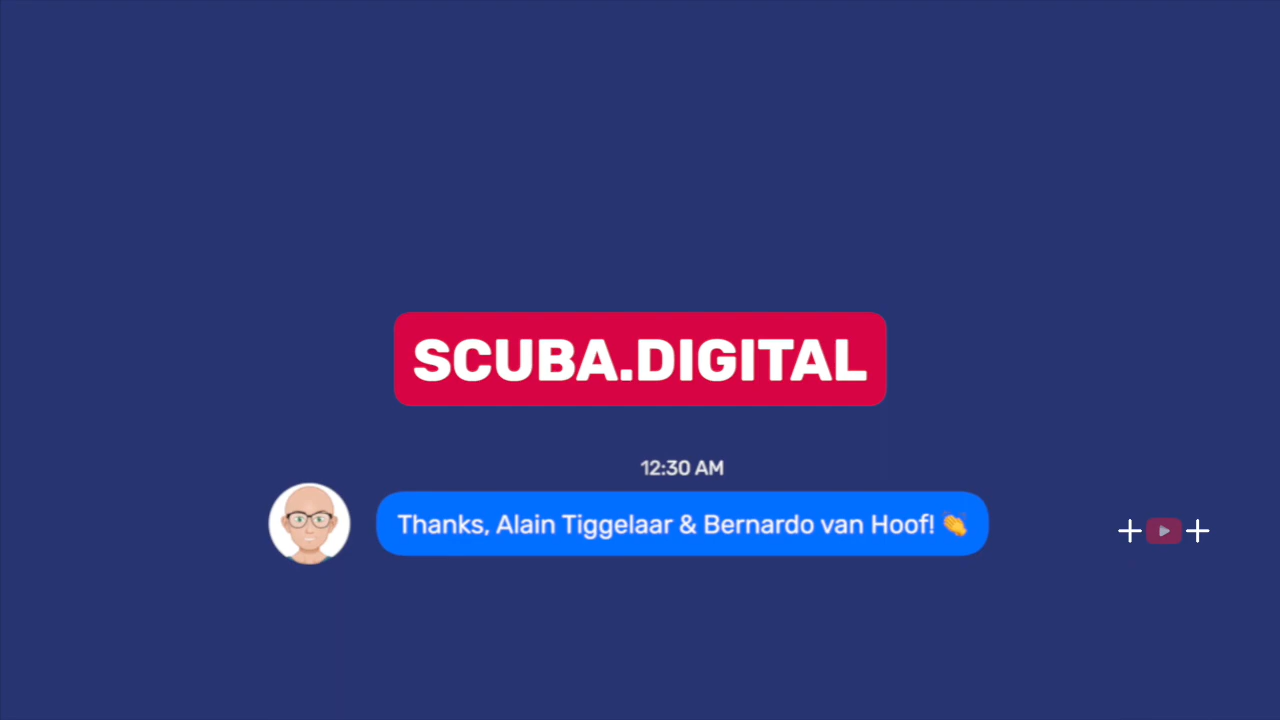 SCUBA.DIGITAL
12:30 AM
Thanks, Alain Tiggelaar & Bernardo van Hoof! 👏